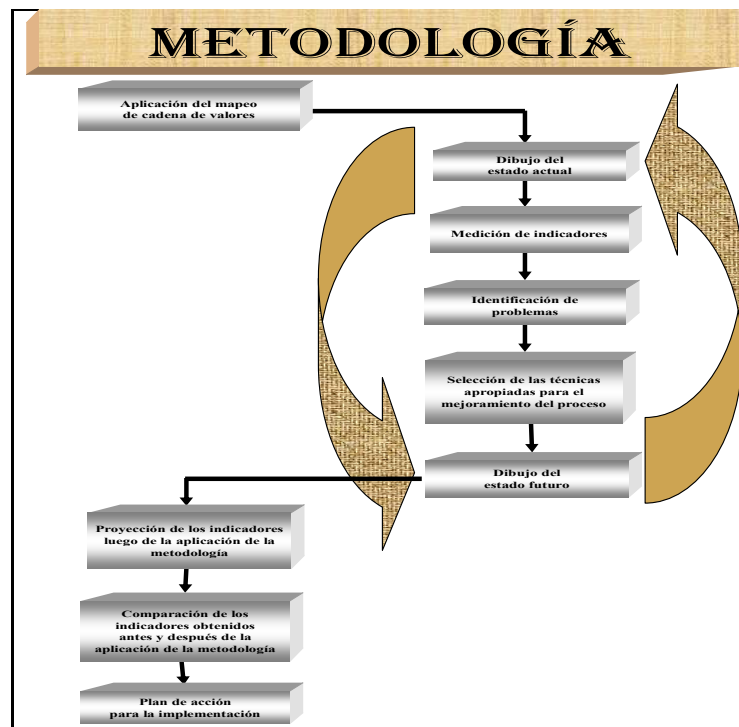 METODOLOGÍA
Aplicación del mapeo
de cadena de valores
Dibujo del
estado actual
Medición de indicadores
Identificación de
problemas
Selección de las técnicas
apropiadas para el
mejoramiento del proceso
Dibujo del
estado futuro
Proyección de los indicadores
luego de la aplicación de la
metodología
Comparación de los
indicadores obtenidos
antes y después de la
aplicación de la metodología
Plan de acción
para la implementación